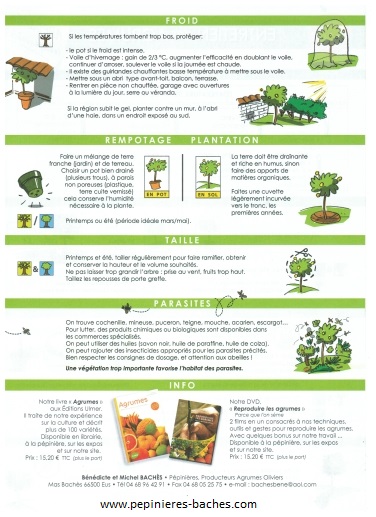 FROID
Si les températures tombent trop bas, protéger:
- le pot si le froid est intense.
- Voile d'hivernage : gain de 2/3 °C, augmenter l'efficacité en doublant le voile,
continuer d'arroser, soulever le voile si la journée est chaude.
- Il existe des guirlandes chauffantes basse température à mettre sous le voile.
- Mettre sous un abri type avant-toit, balcon, terrasse.
- Rentrer en pièce non chauffée, garage avec ouvertures
à la lumière du jour, serre ou véranda.
Si la région subit le gel, planter contre un mur, à l'abri
d'une haie, dans un endroit exposé au sud.
REMPOTAGE PLANTATION
Faire un mélange de terre
franche (jardin) et de terreau.
Choisir un pot bien drainé
(plusieurs trous), à parois
non poreuses (plastique,
terre cuite vernissé)
cela conserve l'humidité
nécessaire à la plante.
EN POT
EN SOL
La terre doit être drainante
et riche en humus, sinon
faire des apports de
matières organiques.
Faites une cuvette
légèrement incurvée
vers le tronc, les
premières années.
/
Printemps ou été (période idéale mars/mai).
TAILLE
&
Printemps et été, tailler régulièrement pour faire ramifier, obtenir
et conserver la hauteur et le volume souhaités.
Ne pas laisser trop grandir l'arbre : prise au vent, fruits trop haut.
Taillez les repousses de porte greffe.
PARASITES
On trouve cochenille, mineuse, puceron, teigne, mouche, acarien, escargot...
Pour lutter, des produits chimiques ou biologiques sont disponibles dans
les commerces spécialisés.
On peut utiliser des huiles (savon noir, huile de paraffine, huile de colza).
On peut rajouter des insecticides appropriés pour les parasites précités.
Bien respecter les consignes de dosage, et attention aux abeilles !
Une végétation trop importante favorise l'habitat des parasites.
INFO
Notre livre « Agrumes »
aux Éditions Ulmer.
Il traite de notre expérience
sur la culture et décrit
plus de 100 variétés.
Disponible en librairie,
à la pépinière, sur les expos
et sur notre site.
Prix : 15,20 € TTC (plus le port)
Agrumes
Notre DVD.
« Reproduire les agrumes »
Parce que l'on sème
2 films en un consacrés à nos techniques,
outils et gestes pour reproduire les agrumes.
Avec quelques bonus sur notre travail ...
Disponible à la pépinière, sur les expos
et sur notre site.
Prix : 15,20 € TTC (plus le port)
Bénédicte et Michel BACHÈS • Pépinières, Producteurs Agrumes Oliviers
Mas Bachès 66500 Eus • Tél 04 68 96 42 91 • Fax 04 68 05 25 75 • e-mail : bachesbene@aol.com
www.pepinieres-baches.com